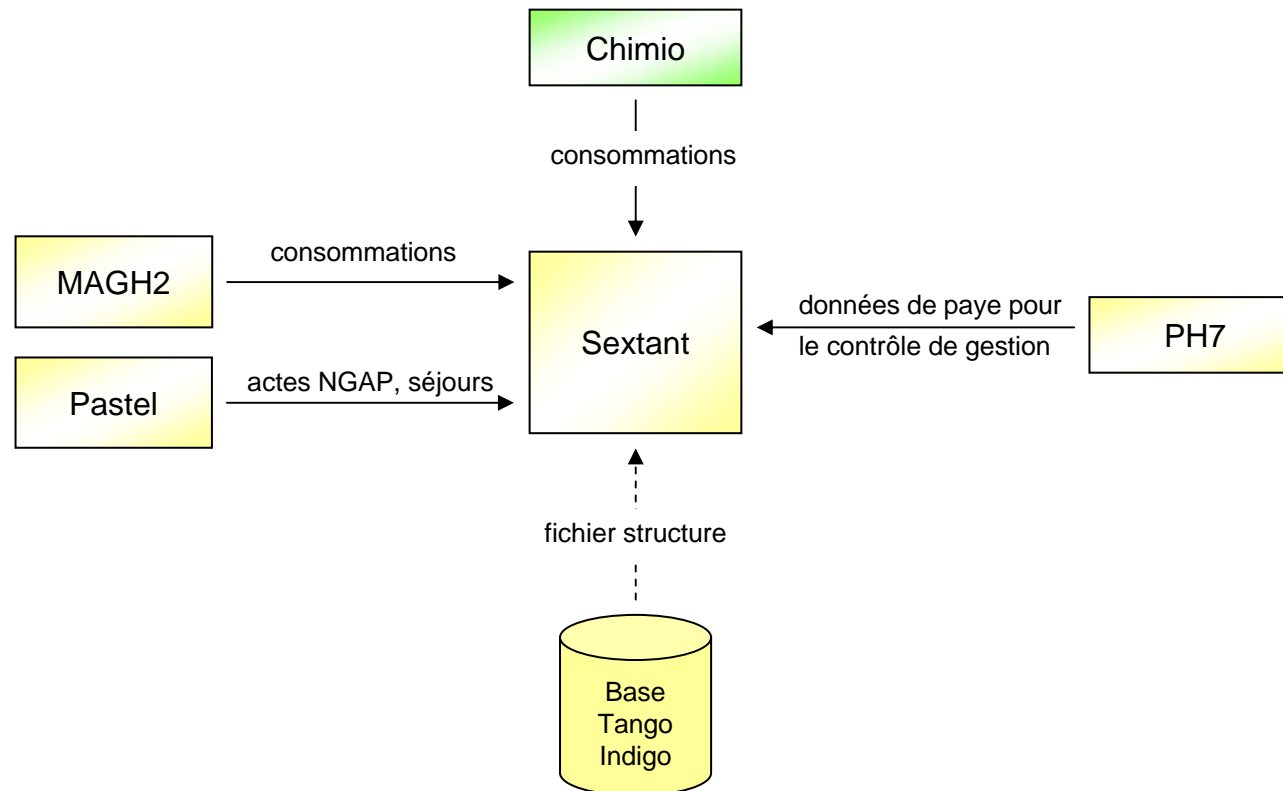 Chimio
consommations
consommations
MAGH2
données de paye pour
le contrôle de gestion
PH7
Sextant
actes NGAP, séjours
Pastel
fichier structure
Base
Tango
Indigo